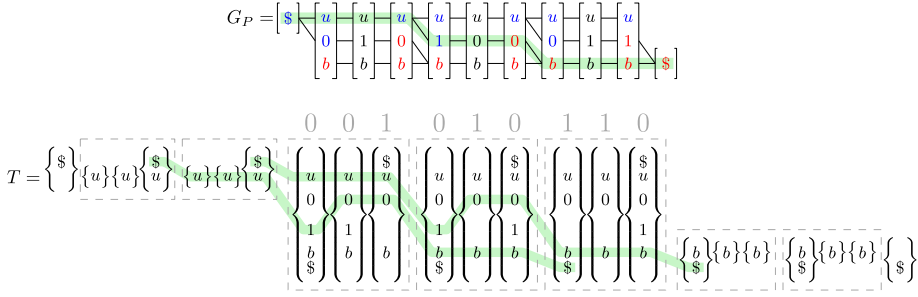 G_P = [$] u u u u u u u u u
0 1 0 1 0 0 0 1 1
b b b b b b b b b $
0 0 1 0 1 0 1 1 0
$ $ $ $ $ $
T = {u}{u} u {u}{u} u u u u u u u u u u
0 0 0 0 0 0 0 0 0
1 1 1 1 1
b b b b b b b b b b {b}{b} b {b}{b}
$ $ $ $ $ $